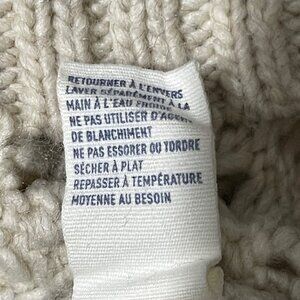 RETOURNER À L'ENVERS
LAVER SÉPARÉMENT À LA
MAIN À L'EAU FROIDE
NE PAS UTILISER D'AGENT
DE BLANCHIMENT
NE PAS ESSORER OU TORDRE
SÉCHER À PLAT
REPASSER À TEMPÉRATURE
MOYENNE AU BESOIN